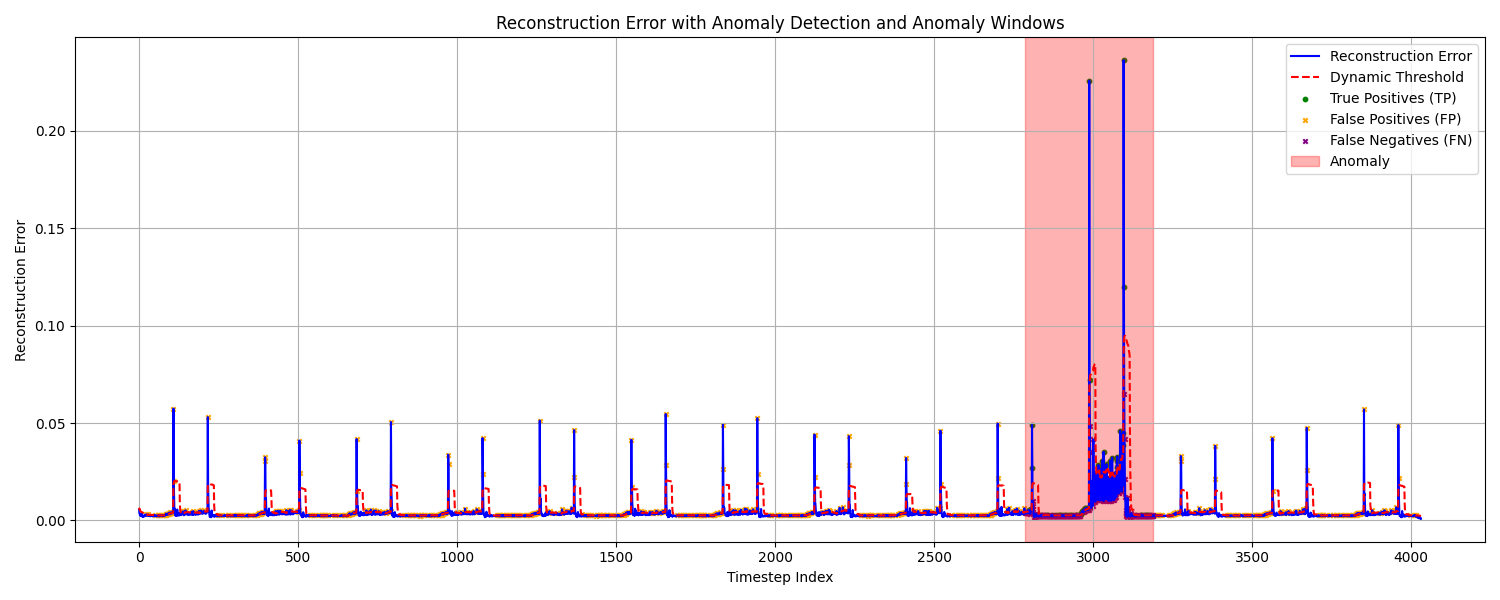 Reconstruction Error with Anomaly Detection and Anomaly Windows
Reconstruction Error
Dynamic Threshold
True Positives (TP)
False Positives (FP)
False Negatives (FN)
Anomaly
Reconstruction Error
0.20
0.15
0.10
0.05
0.00
0
500
1000
1500
2000
2500
3000
3500
4000
Timestep Index